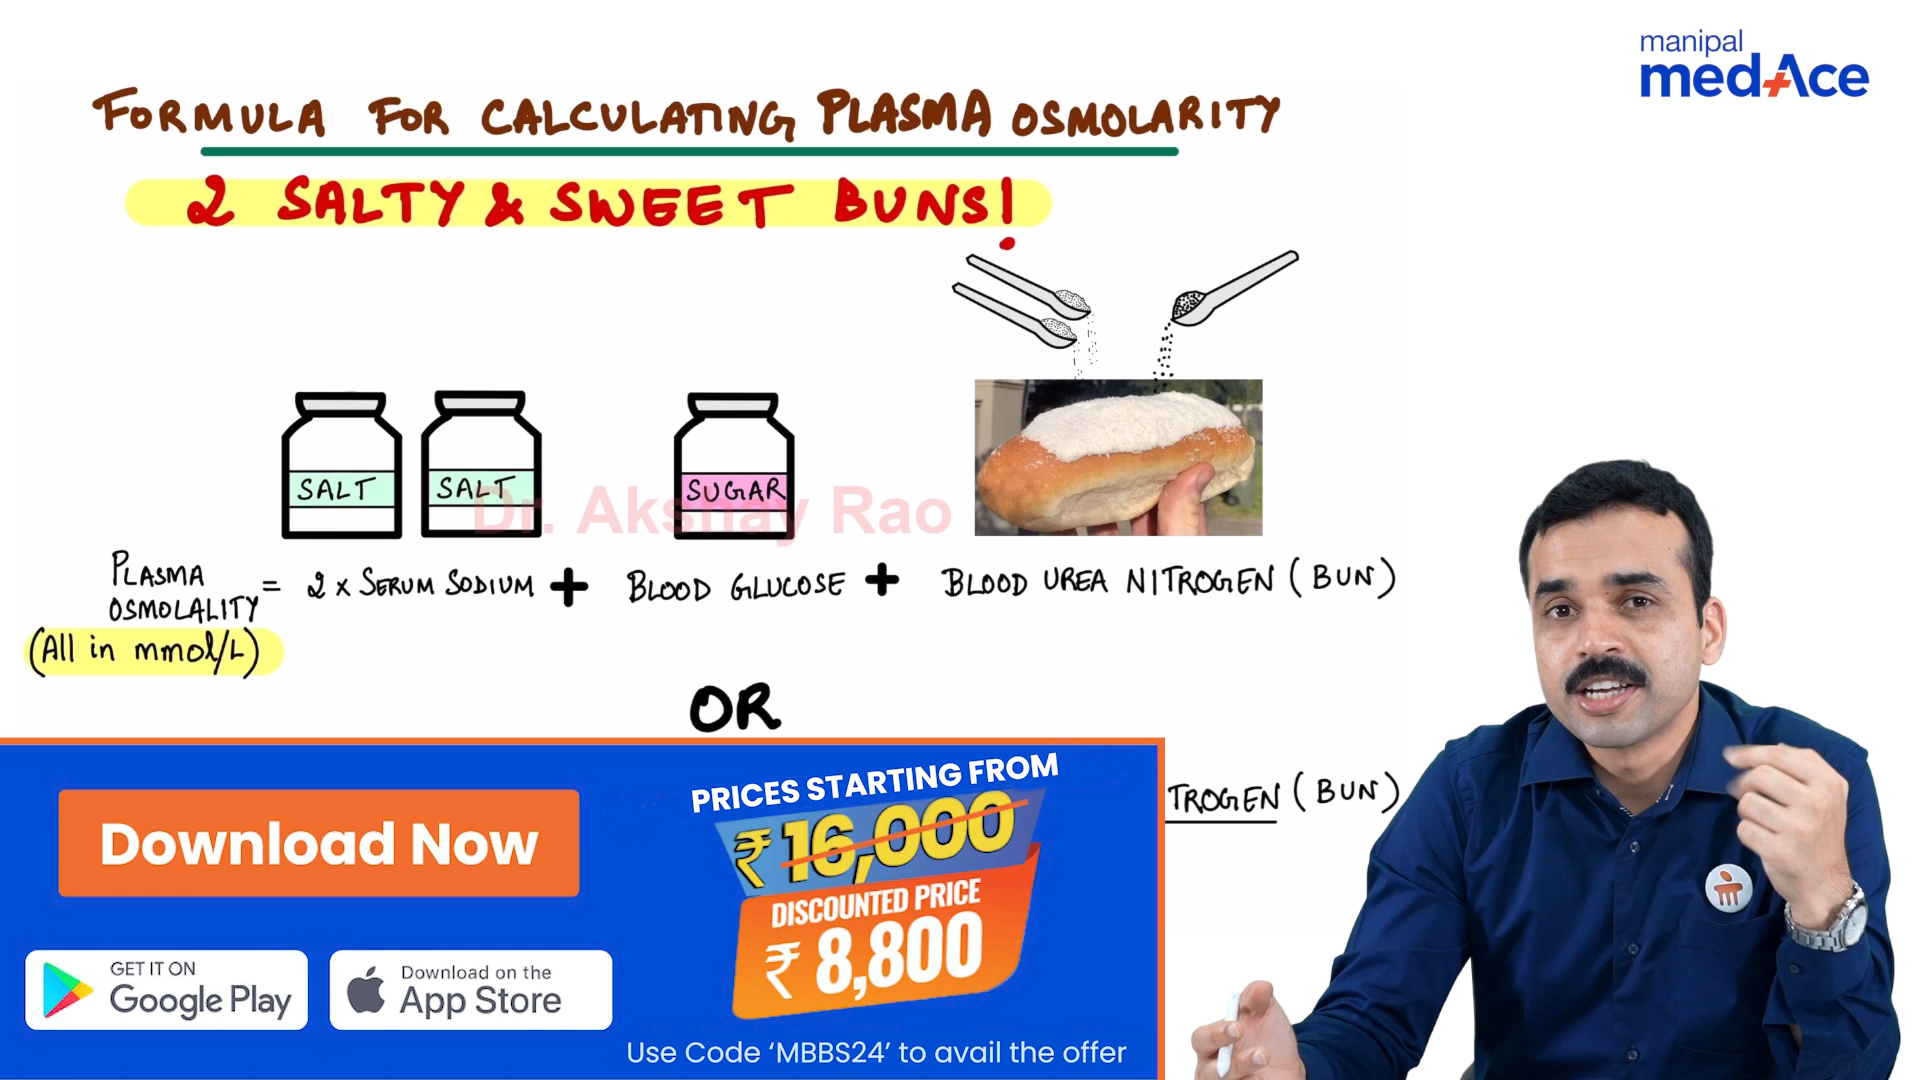 manipal
medAce
FORMULA FOR CALCULATING PLASMA OSMOLARITY
2 SALTY & SWEET BUNS!
SALT
SALT
SUGAR
Dr. Akshay Rao
PLASMA
OSMOLALITY = 2 x SERUM SODIUM + BLOOD GLUCOSE + BLOOD UREA NITROGEN (BUN)
(All in mmol/L)
OR
TROGEN (BUN)
PRICES STARTING FROM
₹ 16,000
Download Now
DISCOUNTED PRICE
₹ 8,800
GET IT ON
Google Play
Download on the
App Store
Use Code ‘MBBS24’ to avail the offer